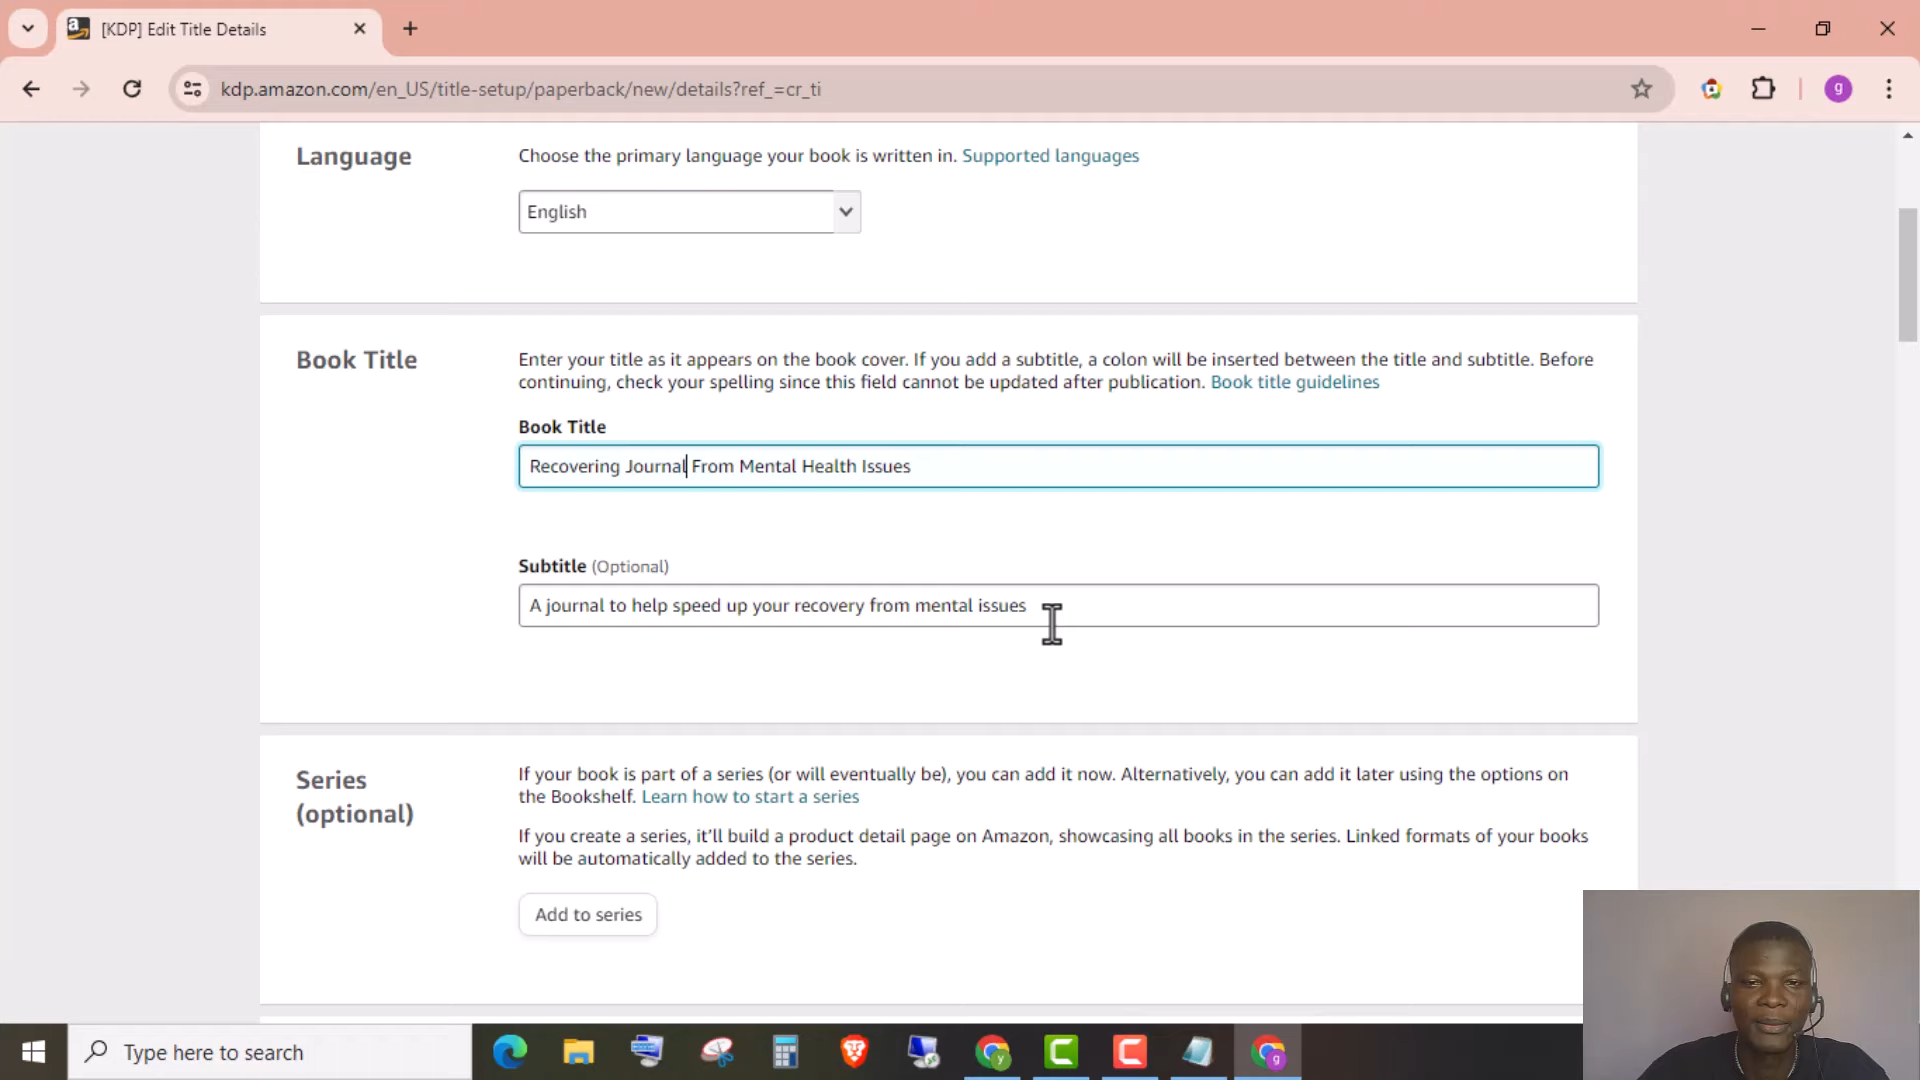 [KDP] Edit Title Details
kdp.amazon.com/en_US/title-setup/paperback/new/details?ref_=cr_ti
g
Language
Choose the primary language your book is written in. Supported languages
English
Book Title
Enter your title as it appears on the book cover. If you add a subtitle, a colon will be inserted between the title and subtitle. Before
continuing, check your spelling since this field cannot be updated after publication. Book title guidelines
Book Title
Recovering Journal From Mental Health Issues
Subtitle (Optional)
A journal to help speed up your recovery from mental issues
Series
(optional)
If your book is part of a series (or will eventually be), you can add it now. Alternatively, you can add it later using the options on
the Bookshelf. Learn how to start a series
If you create a series, it’ll build a product detail page on Amazon, showcasing all books in the series. Linked formats of your books
will be automatically added to the series.
Add to series
Type here to search
y
g